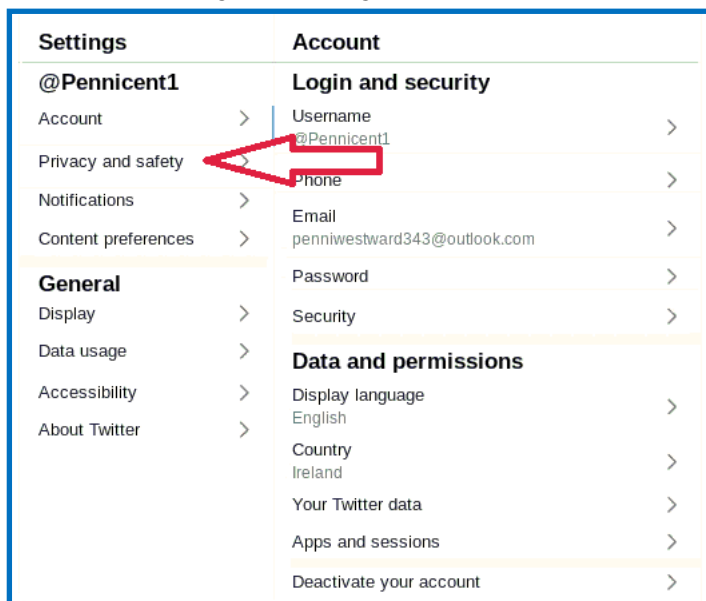 Settings
@Pennicent1
Account
Privacy and safety
Notifications
Content preferences
General
Display
Data usage
Accessibility
About Twitter
Account
Login and security
Username
@Pennicent1
Phone
Email
penniwestward343@outlook.com
Password
Security
Data and permissions
Display language
English
Country
Ireland
Your Twitter data
Apps and sessions
Deactivate your account